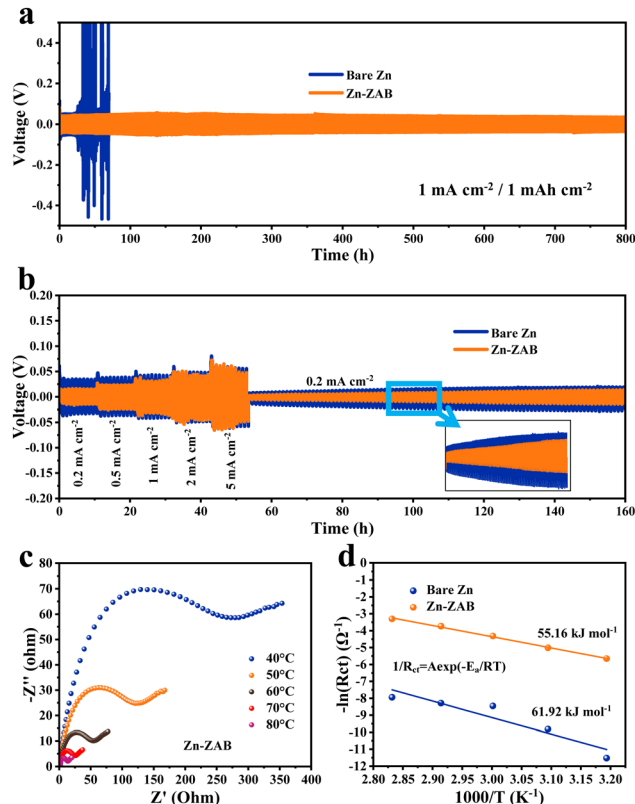 a
0.4
0.2
0.0
-0.2
-0.4
Voltage (V)
Bare Zn
Zn-ZAB
1 mA cm⁻² / 1 mAh cm⁻²
0 100 200 300 400 500 600 700 800
Time (h)
b
0.20
0.15
0.10
0.05
0.00
-0.05
-0.10
-0.15
-0.20
Voltage (V)
Bare Zn
Zn-ZAB
0.2 mA cm⁻²
0.2 mA cm⁻²
0.5 mA cm⁻²
1 mA cm⁻²
2 mA cm⁻²
5 mA cm⁻²
0 20 40 60 80 100 120 140 160
Time (h)
c
80
70
60
50
40
30
20
10
0
-Z'' (ohm)
40°C
50°C
60°C
70°C
80°C
Zn-ZAB
0 50 100 150 200 250 300 350 400
Z' (Ohm)
d
0
-1
-2
-3
-4
-5
-6
-7
-8
-9
-10
-11
-12
-ln(Rct) (Ω⁻¹)
Bare Zn
Zn-ZAB
55.16 kJ mol⁻¹
1/Rct=Aexp(-Ea/RT)
61.92 kJ mol⁻¹
2.80 2.85 2.90 2.95 3.00 3.05 3.10 3.15 3.20
1000/T (K⁻¹)